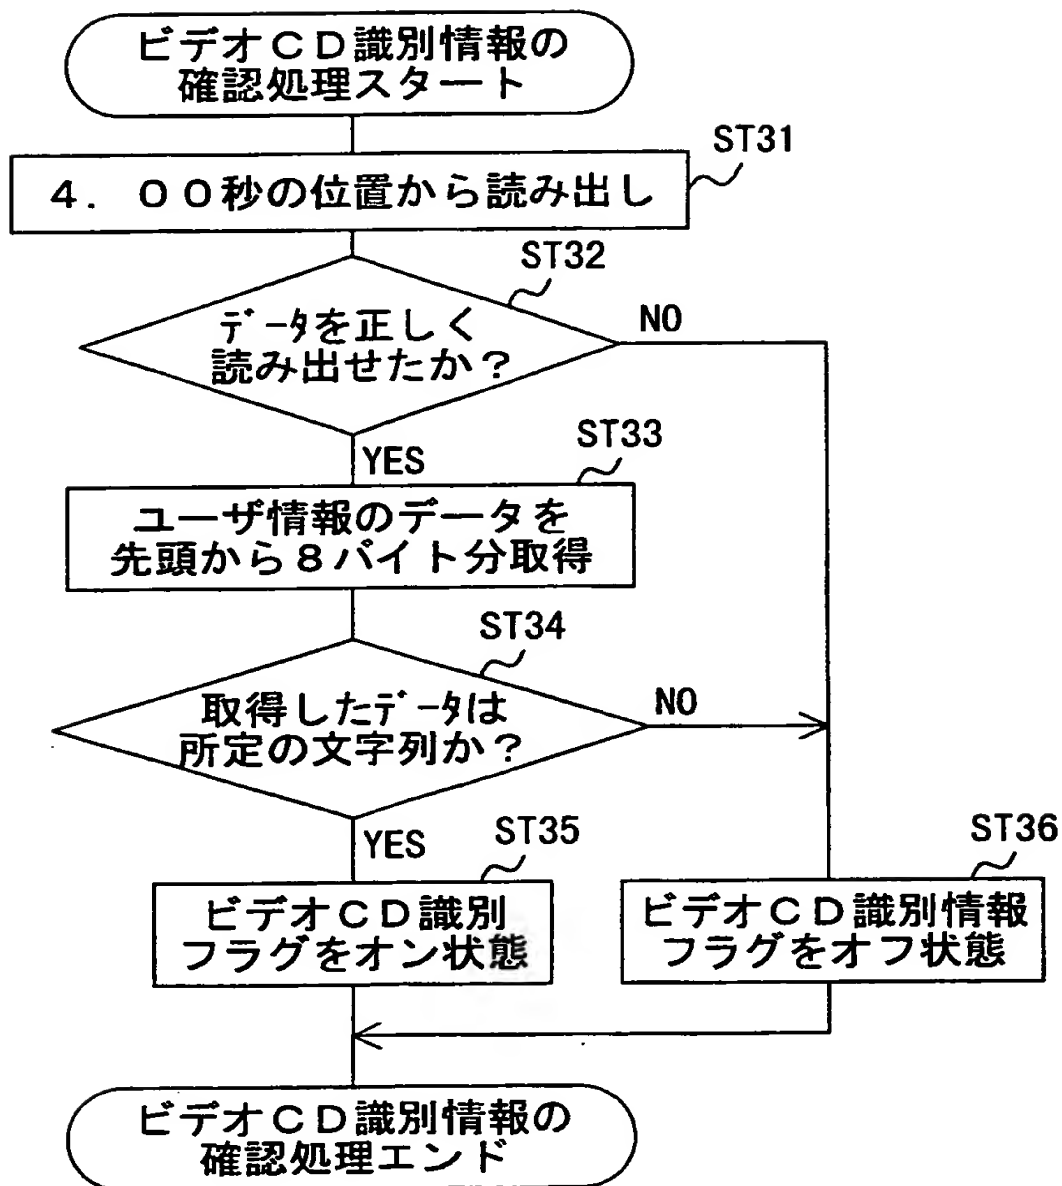 ビデオCD識別情報の
確認処理スタート
ST31
4．00秒の位置から読み出し
ST32
ﾃﾞｰﾀを正しく
読み出せたか？
NO
YES
ST33
ユーザ情報のデータを
先頭から8バイト分取得
ST34
取得したﾃﾞｰﾀは
所定の文字列か？
NO
YES
ST35
ビデオCD識別
フラグをオン状態
ST36
ビデオCD識別情報
フラグをオフ状態
ビデオCD識別情報の
確認処理エンド